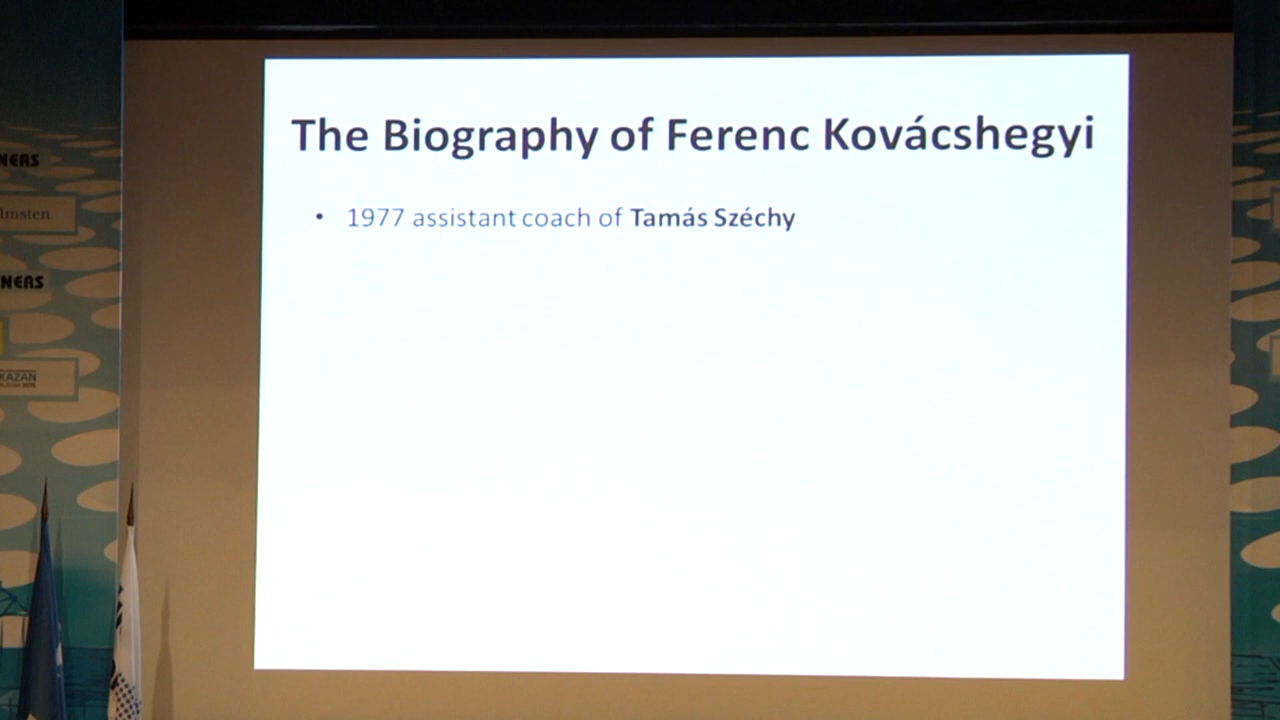 The Biography of Ferenc Kovácshegyi
• 1977 assistant coach of Tamás Széchy
NERS
lmsten
NERS
KAZAN